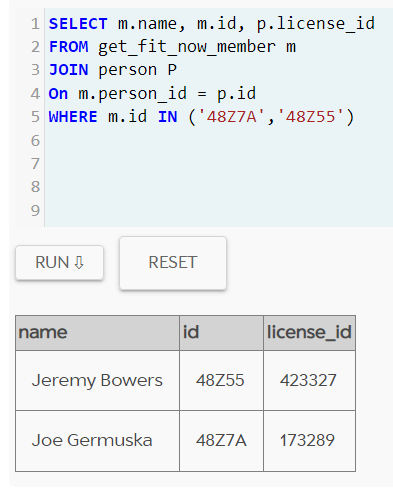 1 SELECT m.name, m.id, p.license_id
2 FROM get_fit_now_member m
3 JOIN person P
4 On m.person_id = p.id
5 WHERE m.id IN ('48Z7A','48Z55')
6
7
8
9
RUN ⇩ RESET
name id license_id
Jeremy Bowers 48Z55 423327
Joe Germuska 48Z7A 173289